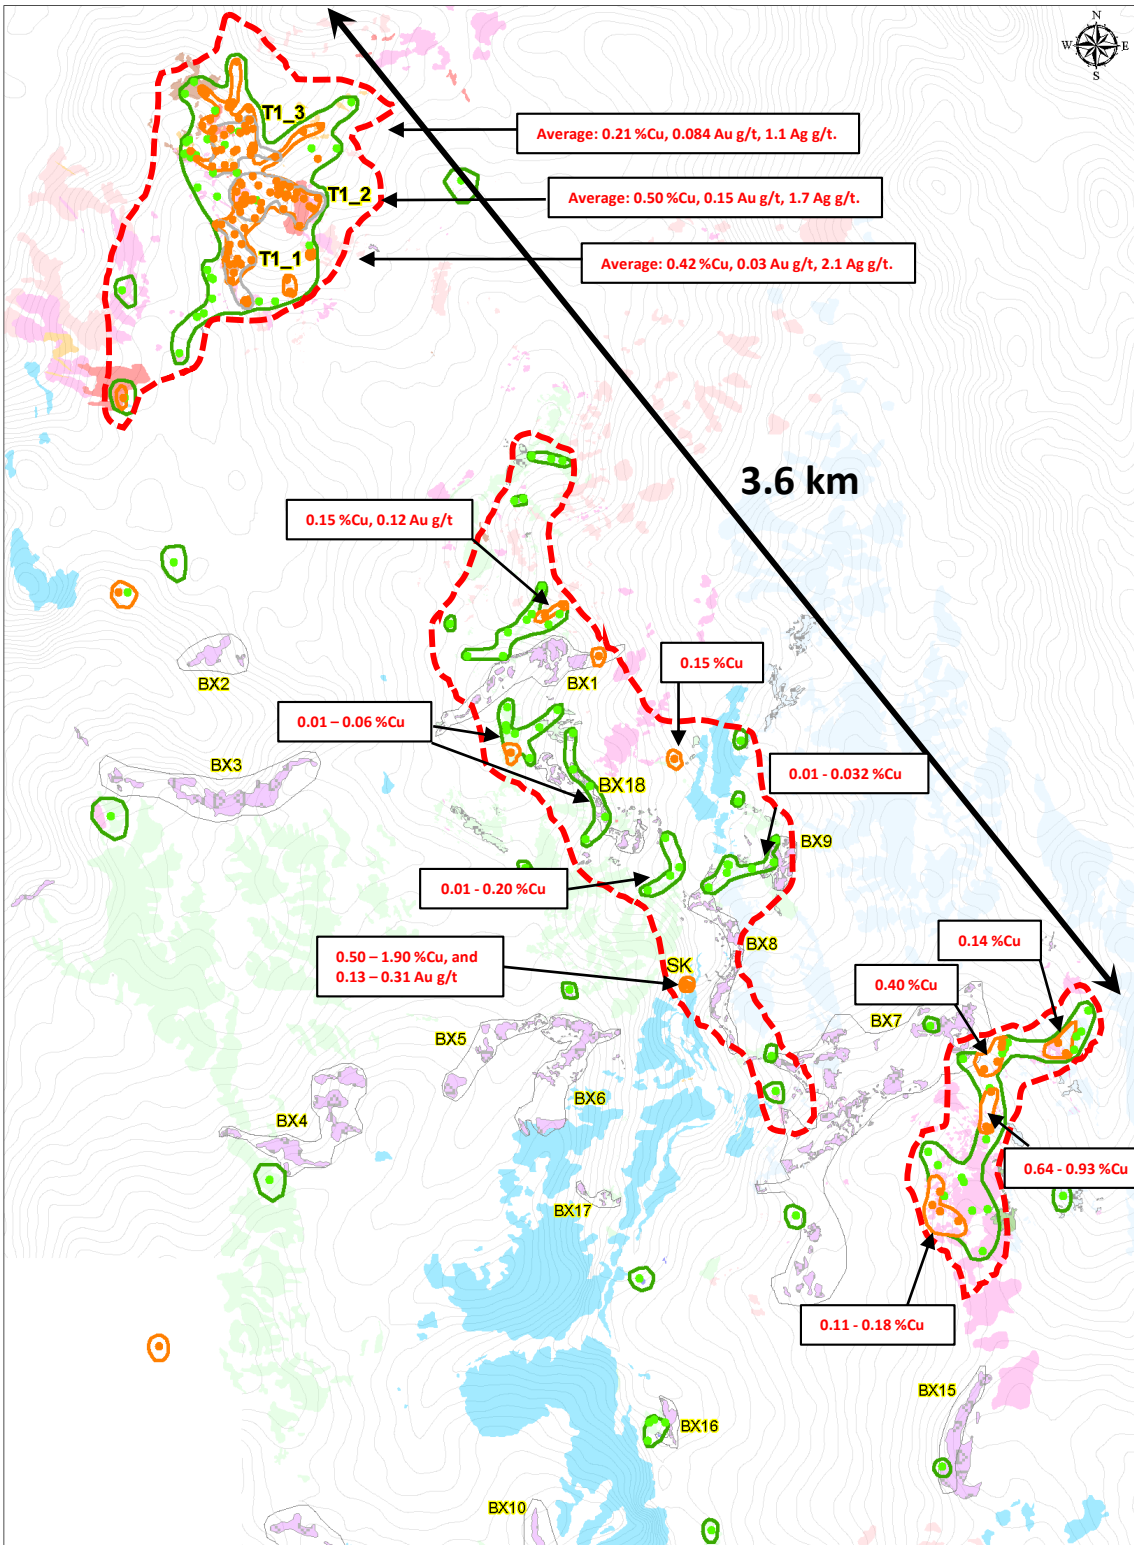 N
W
E
S
T1_3
Average: 0.21 %Cu, 0.084 Au g/t, 1.1 Ag g/t.
T1_2
Average: 0.50 %Cu, 0.15 Au g/t, 1.7 Ag g/t.
T1_1
Average: 0.42 %Cu, 0.03 Au g/t, 2.1 Ag g/t.
3.6 km
0.15 %Cu, 0.12 Au g/t
0.15 %Cu
BX2
BX1
0.01 – 0.06 %Cu
BX3
0.01 - 0.032 %Cu
BX18
BX9
0.01 - 0.20 %Cu
0.14 %Cu
BX8
0.50 – 1.90 %Cu, and
0.13 – 0.31 Au g/t
SK
0.40 %Cu
BX7
BX5
BX6
BX4
0.64 - 0.93 %Cu
BX17
0.11 - 0.18 %Cu
BX15
BX16
BX10